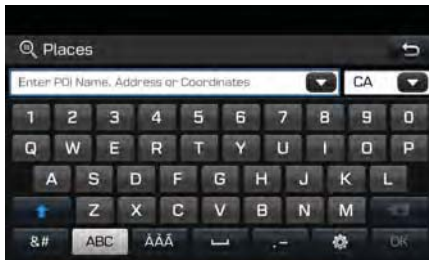 Places
Enter POI Name, Address or Coordinates CA
1 2 3 4 5 6 7 8 9 0
Q W E R T Y U I O P
A S D F G H J K L
Z X C V B N M
&# ABC ÀÄÂ .- OK